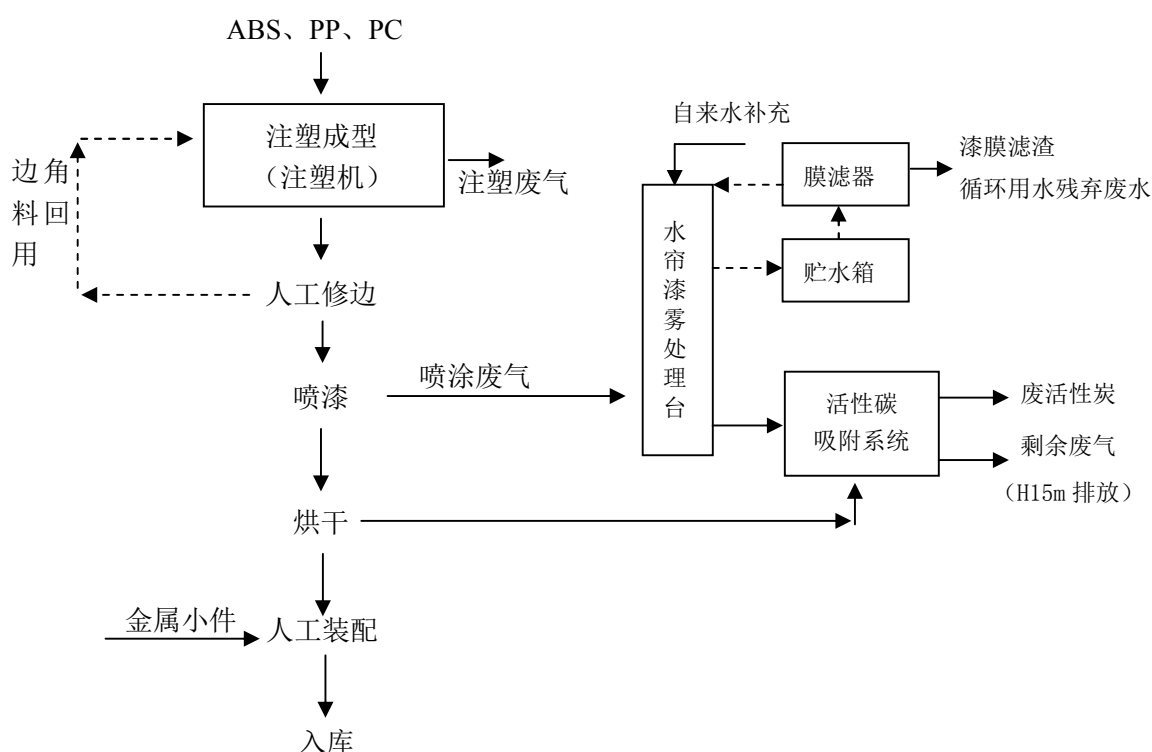 ABS、PP、PC
注塑成型
（注塑机）
注塑废气
边角
料回
用
人工修边
喷漆
喷涂废气
烘干
金属小件
人工装配
入库
自来水补充
水
帘
漆
雾
处
理
台
膜滤器
漆膜滤渣
循环用水残弃废水
贮水箱
活性碳
吸附系统
废活性炭
剩余废气
（H15m 排放）